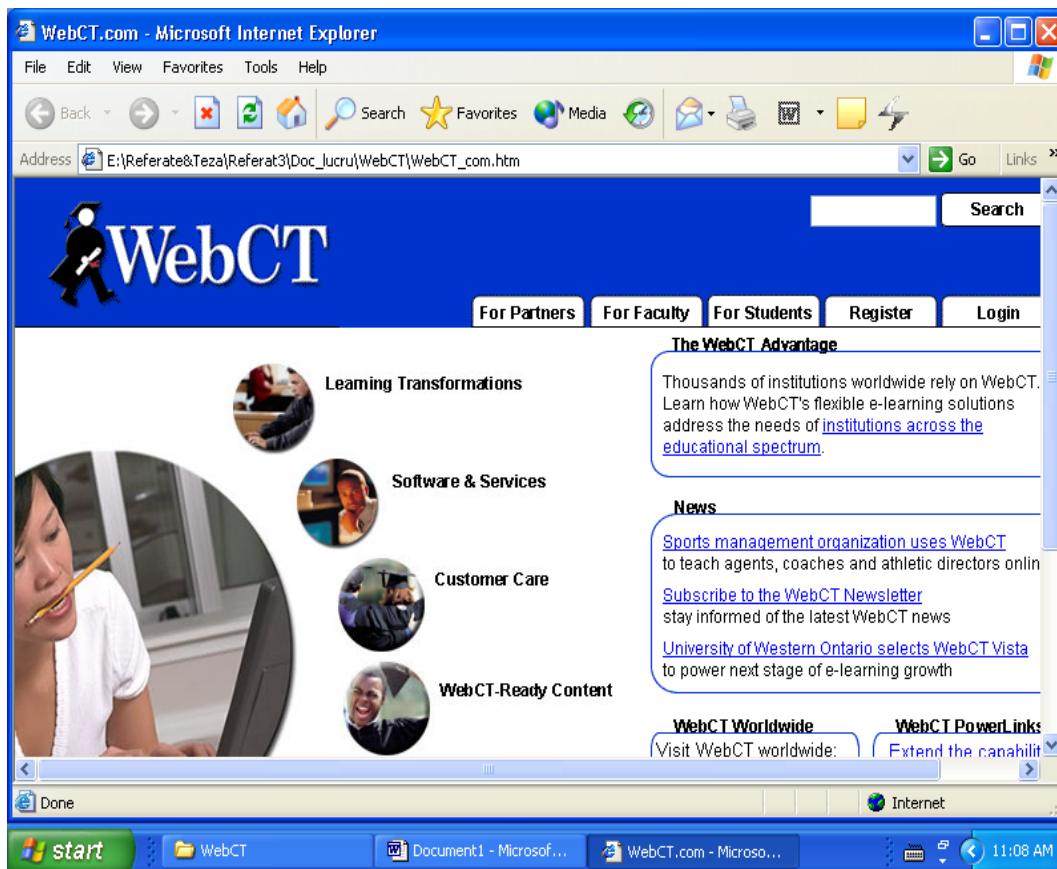 WebCT.com - Microsoft Internet Explorer
File Edit View Favorites Tools Help
Back Search Favorites Media
Address E:\Referate&Teza\Referat3\Doc_lucru\WebCT\WebCT_com.htm Go Links
Search
WebCT
For Partners For Faculty For Students Register Login
Learning Transformations
Software & Services
Customer Care
WebCT-Ready Content
The WebCT Advantage
Thousands of institutions worldwide rely on WebCT.
Learn how WebCT's flexible e-learning solutions
address the needs of institutions across the
educational spectrum.
News
Sports management organization uses WebCT
to teach agents, coaches and athletic directors onlin
Subscribe to the WebCT Newsletter
stay informed of the latest WebCT news
University of Western Ontario selects WebCT Vista
to power next stage of e-learning growth
WebCT Worldwide
Visit WebCT worldwide:
WebCT PowerLinks
Extend the capabilit
Done Internet
start WebCT Document1 - Microsof... WebCT.com - Microso... 11:08 AM